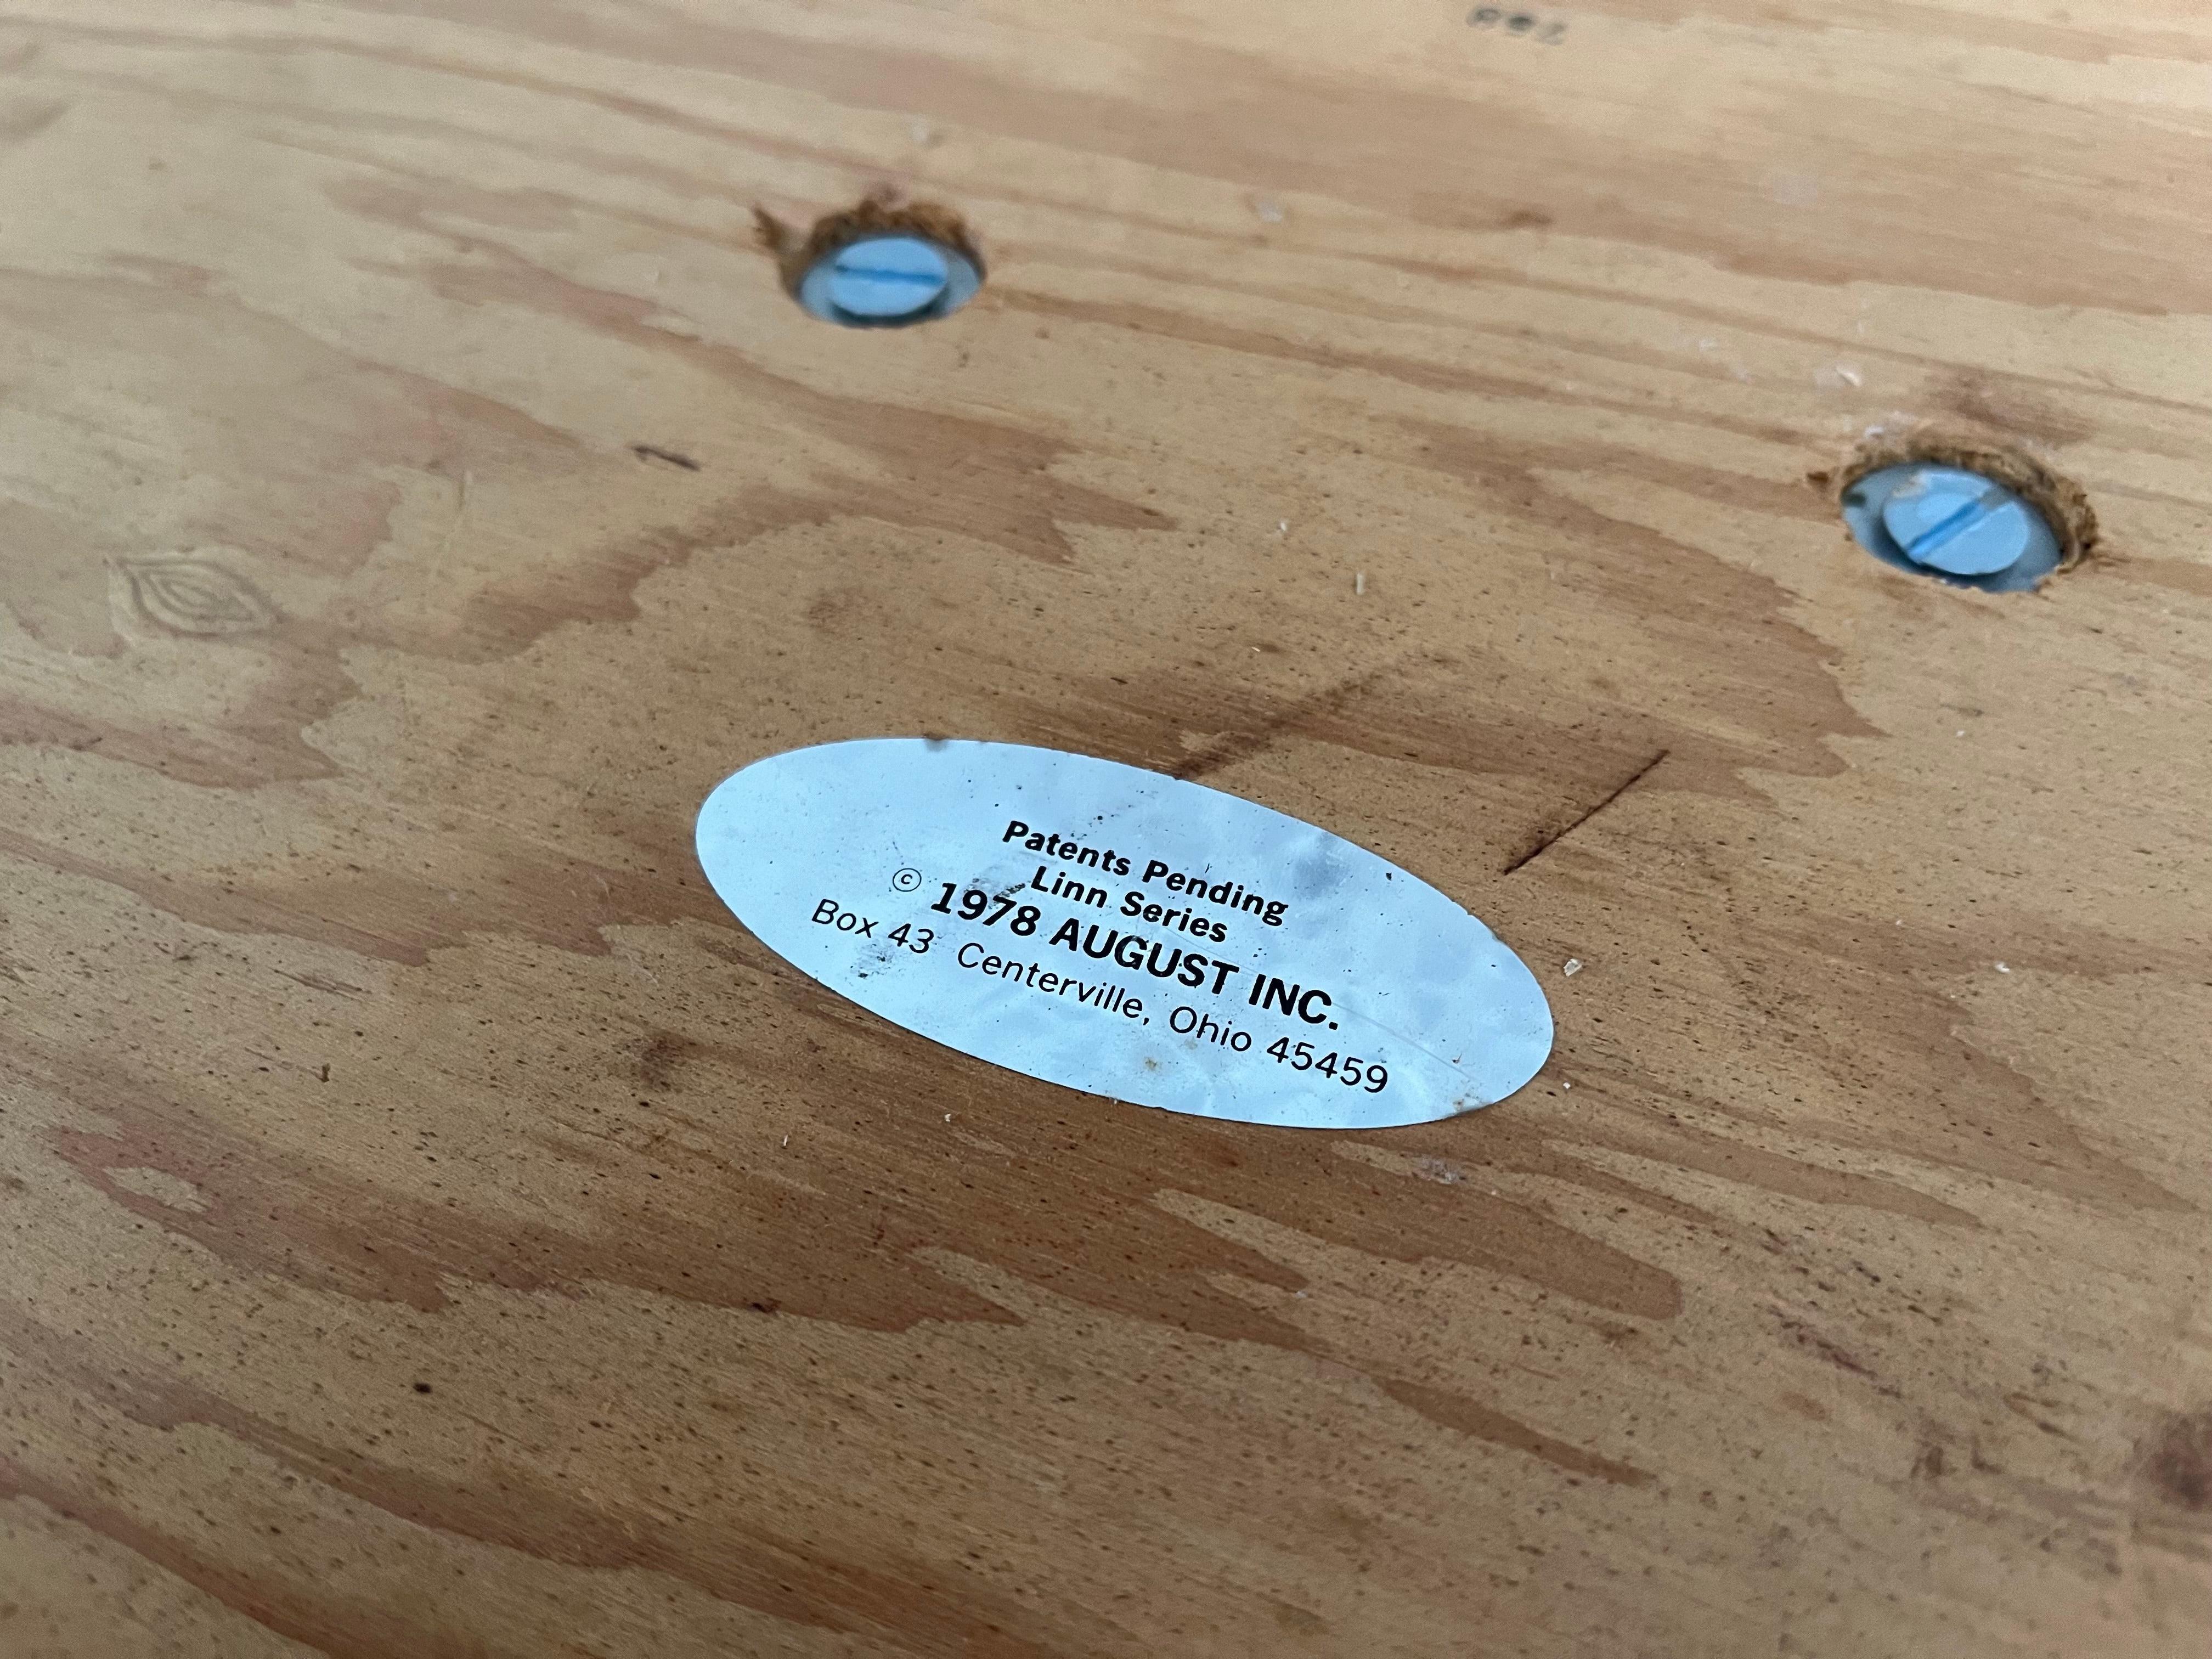 Patents Pending
Linn Series
© 1978 AUGUST INC.
Box 43 Centerville, Ohio 45459